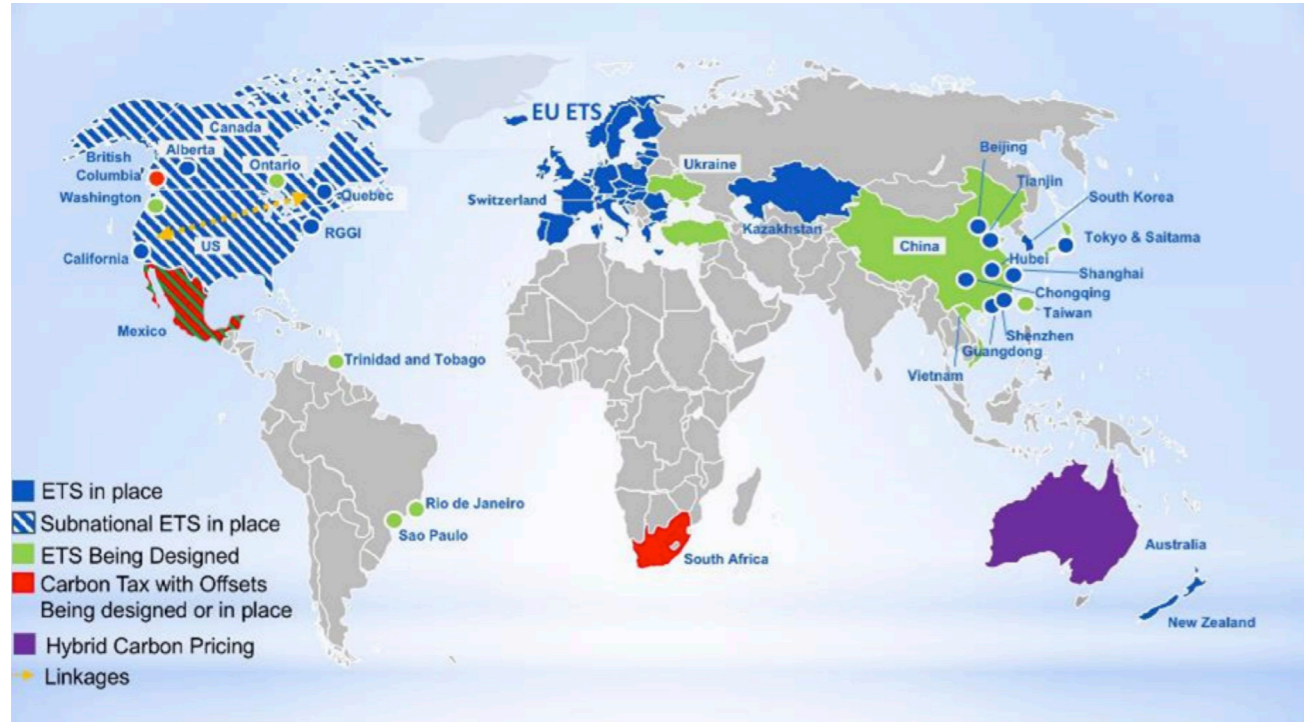 EU ETS
Canada
British
Columbia
Alberta
Ontario
Washington
Quebec
US
RGGI
California
Mexico
Switzerland
Ukraine
Kazakhstan
Beijing
Tianjin
South Korea
China
Tokyo & Saitama
Hubei
Shanghai
Chongqing
Taiwan
Shenzhen
Guangdong
Vietnam
Trinidad and Tobago
Rio de Janeiro
Sao Paulo
South Africa
Australia
New Zealand
ETS in place
Subnational ETS in place
ETS Being Designed
Carbon Tax with Offsets
Being designed or in place
Hybrid Carbon Pricing
Linkages